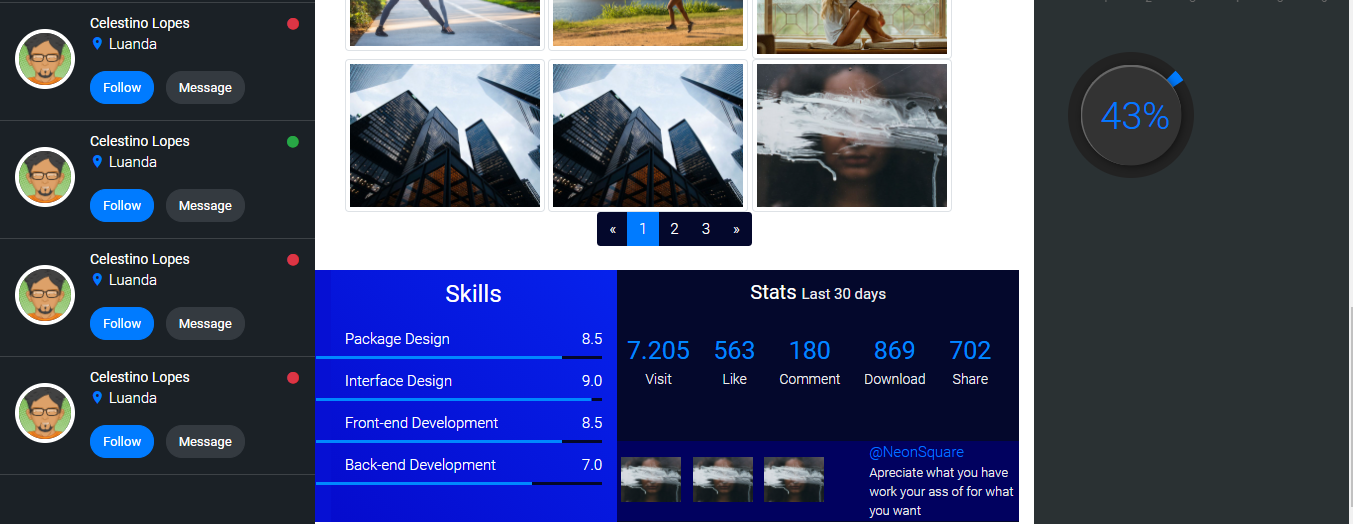 Celestino Lopes
Luanda
Follow Message
Celestino Lopes
Luanda
Follow Message
Celestino Lopes
Luanda
Follow Message
Celestino Lopes
Luanda
Follow Message
« 1 2 3 »
Skills
Package Design 8.5
Interface Design 9.0
Front-end Development 8.5
Back-end Development 7.0
Stats Last 30 days
7.205 563 180 869 702
Visit Like Comment Download Share
@NeonSquare
Apreciate what you have
work your ass of for what
you want
43%